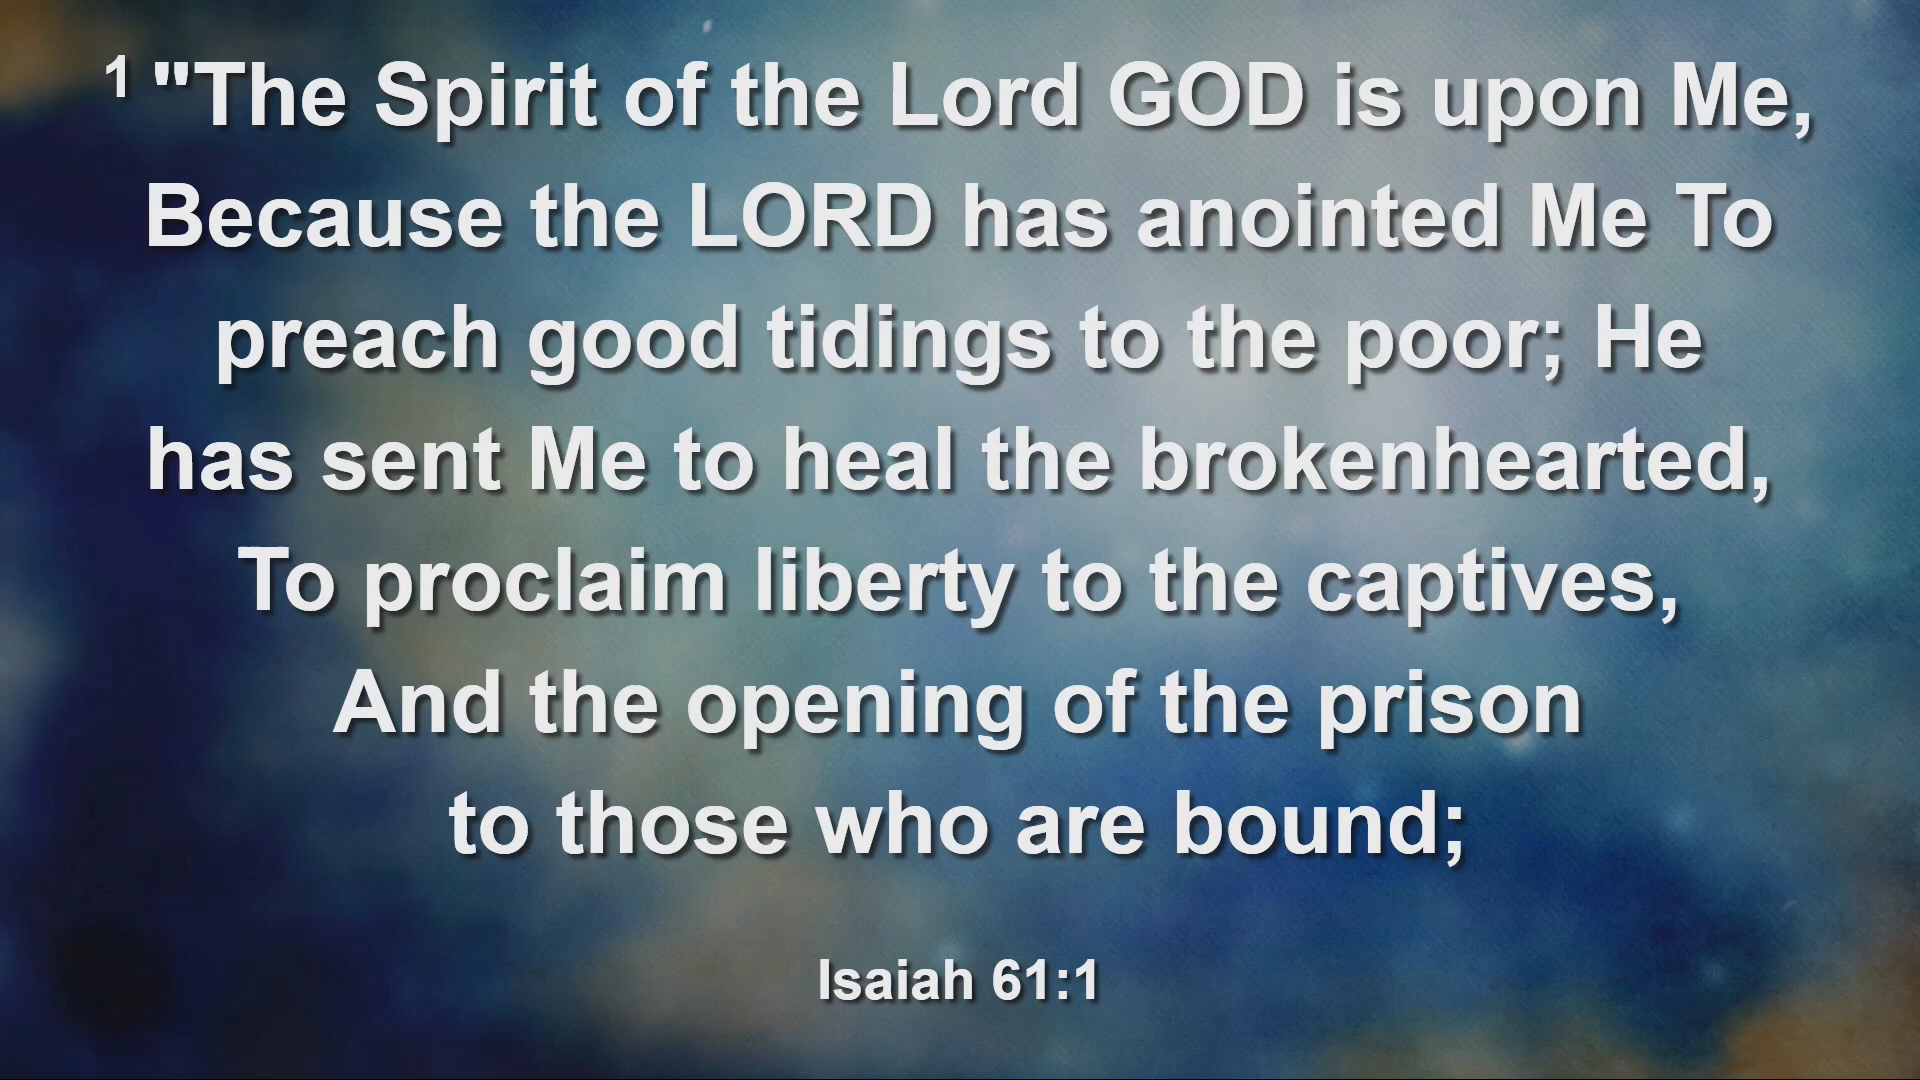 1 "The Spirit of the Lord GOD is upon Me,
Because the LORD has anointed Me To
preach good tidings to the poor; He
has sent Me to heal the brokenhearted,
To proclaim liberty to the captives,
And the opening of the prison
to those who are bound;
Isaiah 61:1